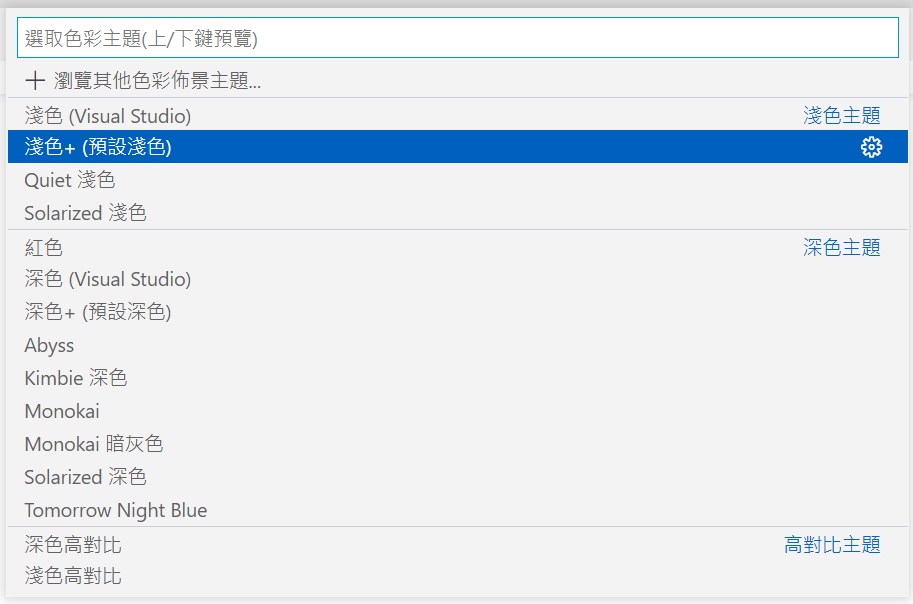 選取色彩主題(上/下鍵預覽)
瀏覽其他色彩佈景主題...
淺色 (Visual Studio) 淺色主題
淺色+ (預設淺色)
Quiet 淺色
Solarized 淺色
紅色 深色主題
深色 (Visual Studio)
深色+ (預設深色)
Abyss
Kimbie 深色
Monokai
Monokai 暗灰色
Solarized 深色
Tomorrow Night Blue
深色高對比 高對比主題
淺色高對比